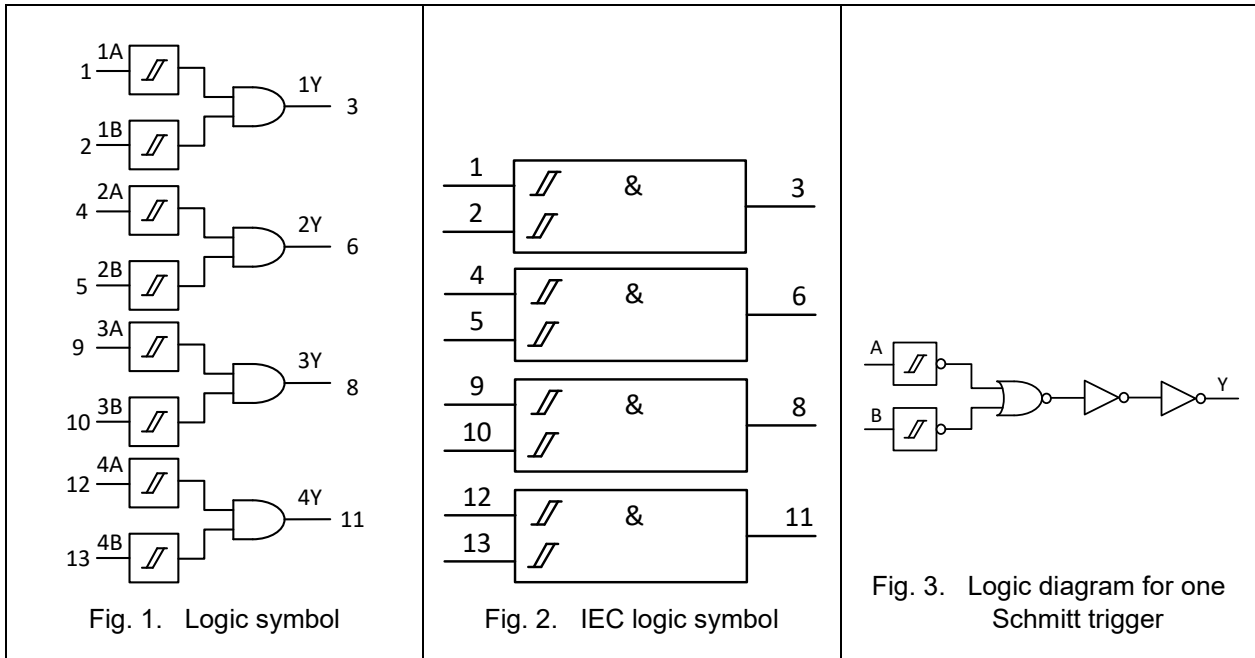 1A
1
1Y
3
1B
2
2A
4
2Y
6
2B
5
3A
9
3Y
8
3B
10
4A
12
4Y
11
4B
13
Fig. 1. Logic symbol
1
&
3
2
4
&
6
5
9
&
8
10
12
&
11
13
Fig. 2. IEC logic symbol
A
Y
B
Fig. 3. Logic diagram for one
Schmitt trigger